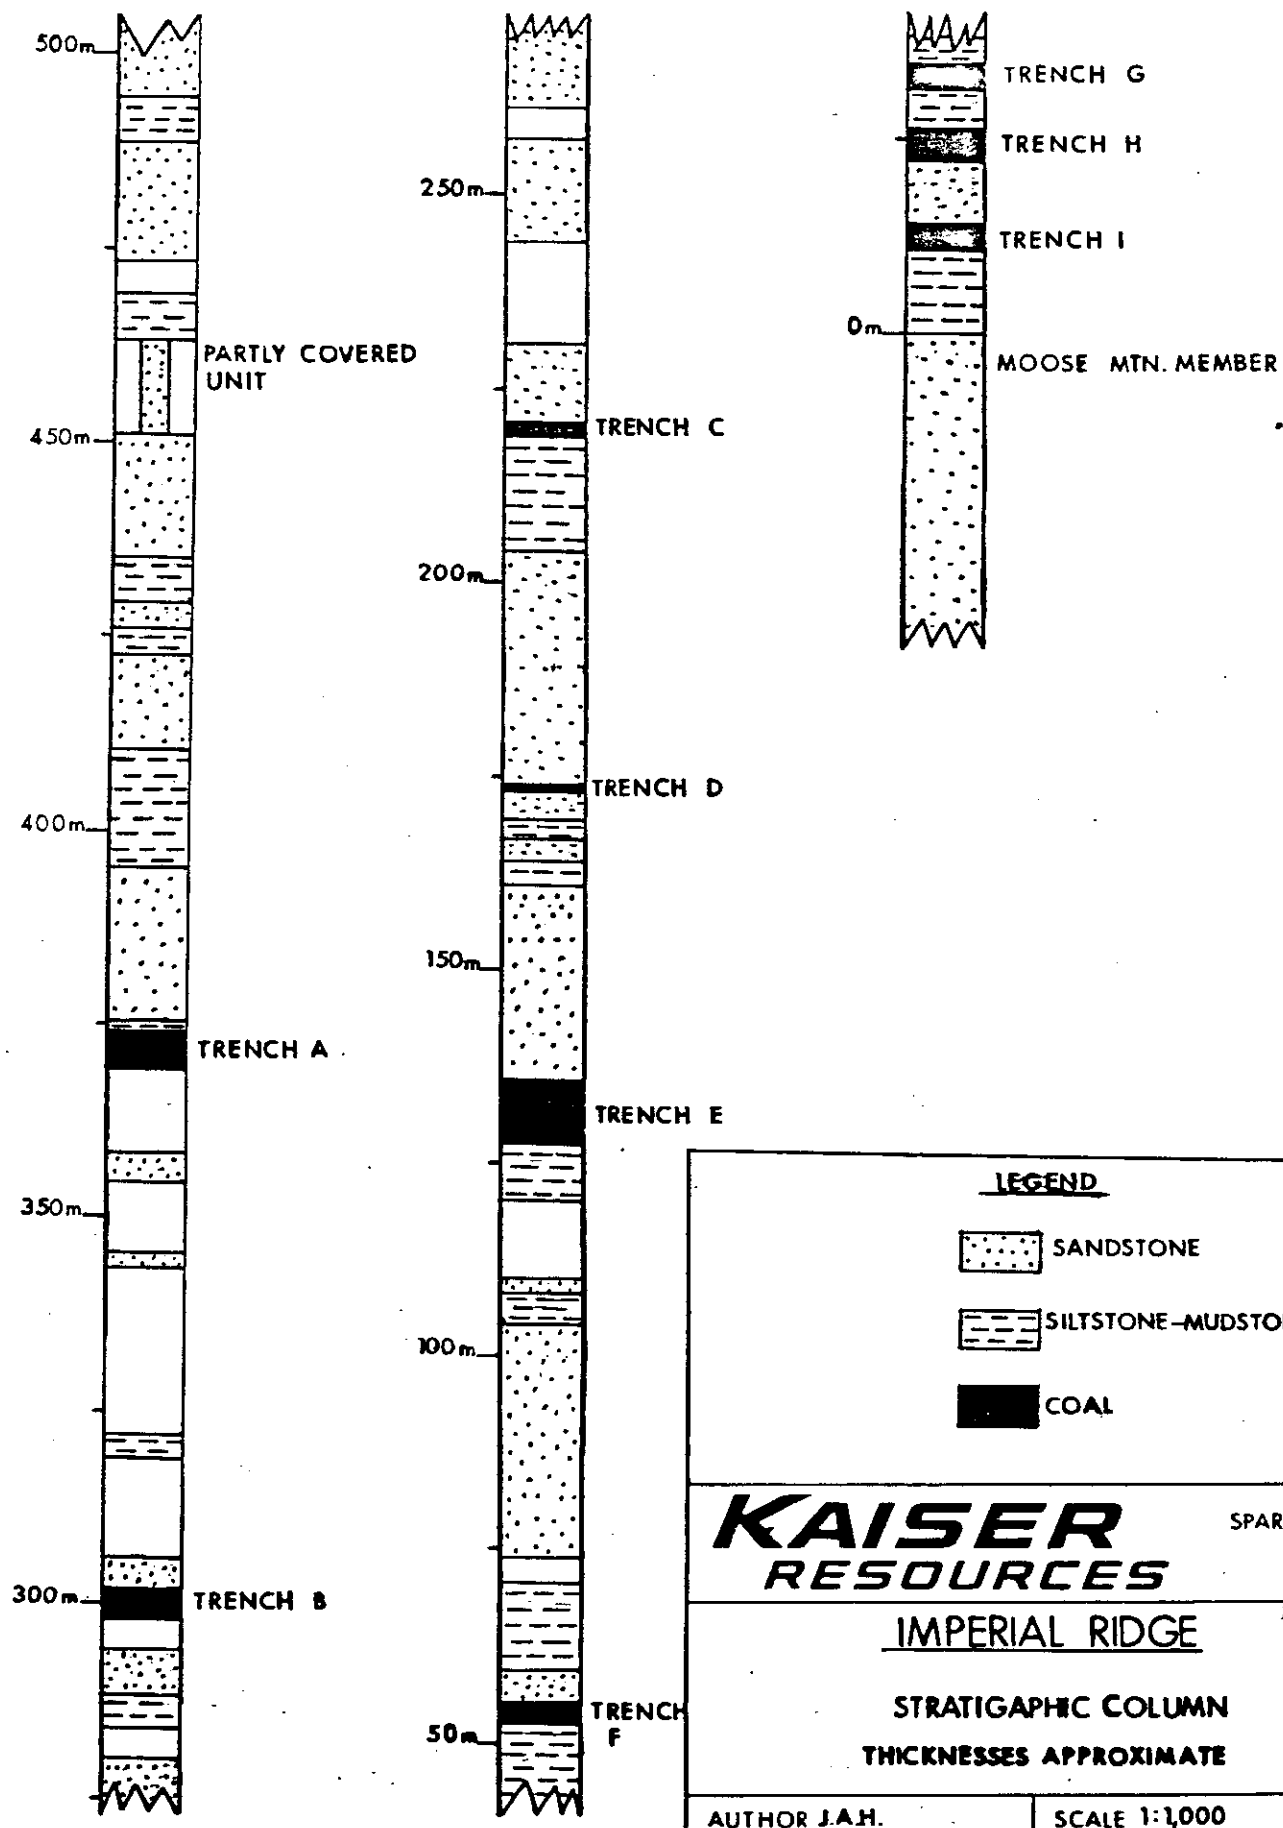 500m
PARTLY COVERED
UNIT
450m
400m
TRENCH A
350m
300m
TRENCH B
250m
TRENCH C
200m
TRENCH D
150m
TRENCH E
100m
TRENCH
F
50m
TRENCH G
TRENCH H
TRENCH I
0m
MOOSE MTN. MEMBER
LEGEND
SANDSTONE
SILTSTONE-MUDSTO
COAL
KAISER
RESOURCES
SPAR
IMPERIAL RIDGE
STRATIGAPHIC COLUMN
THICKNESSES APPROXIMATE
AUTHOR J.A.H.
SCALE 1:1,000